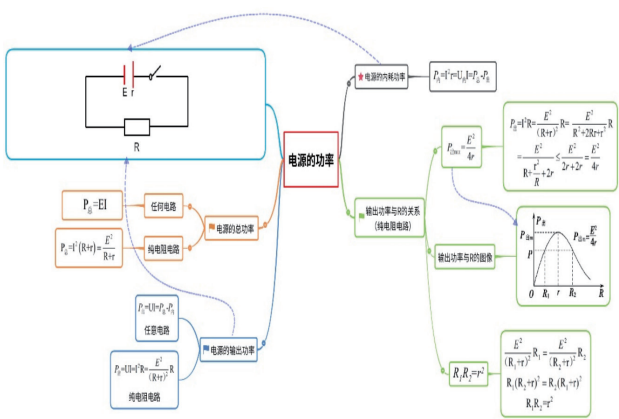 电源的功率
E r
R
P总=EI
任何电路
P总=I²(R+r)=E²/(R+r)
纯电阻电路
电源的总功率
P出=UI=P总-P内
任意电路
P出=UI=I²R=E²/(R+r)² R
纯电阻电路
电源的输出功率
电源的内耗功率
P内=I²r=U内I=P总-P出
输出功率与R的关系
(纯电阻电路)
P出max=E²/4r
P出=I²R=E²/(R+r)² R=E²/(R²+2Rr+r²) R
=E²/(R+r²/R+2r)≤E²/(2r+2r)=E²/4r
输出功率与R的图像
P出
P出m
P出m=E²/4r
P
O R₁ r R₂ R
R₁R₂=r²
E²/(R₁+r)² R₁=E²/(R₂+r)² R₂
R₁(R₂+r)²=R₂(R₁+r)²
R₁R₂=r²